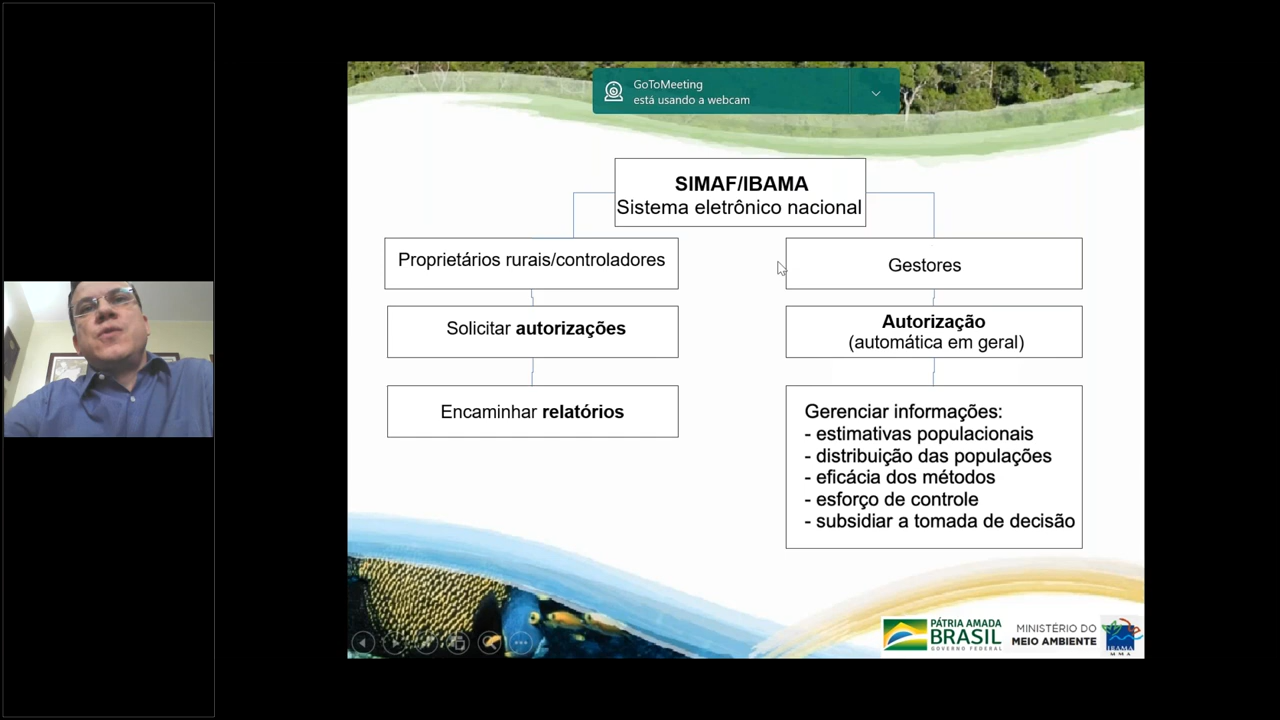 GoToMeeting
está usando a webcam
SIMAF/IBAMA
Sistema eletrônico nacional
Proprietários rurais/controladores
Solicitar autorizações
Encaminhar relatórios
Gestores
Autorização
(automática em geral)
Gerenciar informações:
- estimativas populacionais
- distribuição das populações
- eficácia dos métodos
- esforço de controle
- subsidiar a tomada de decisão
PÁTRIA AMADA
BRASIL
GOVERNO FEDERAL
MINISTÉRIO DO
MEIO AMBIENTE
IBAMA
M M A